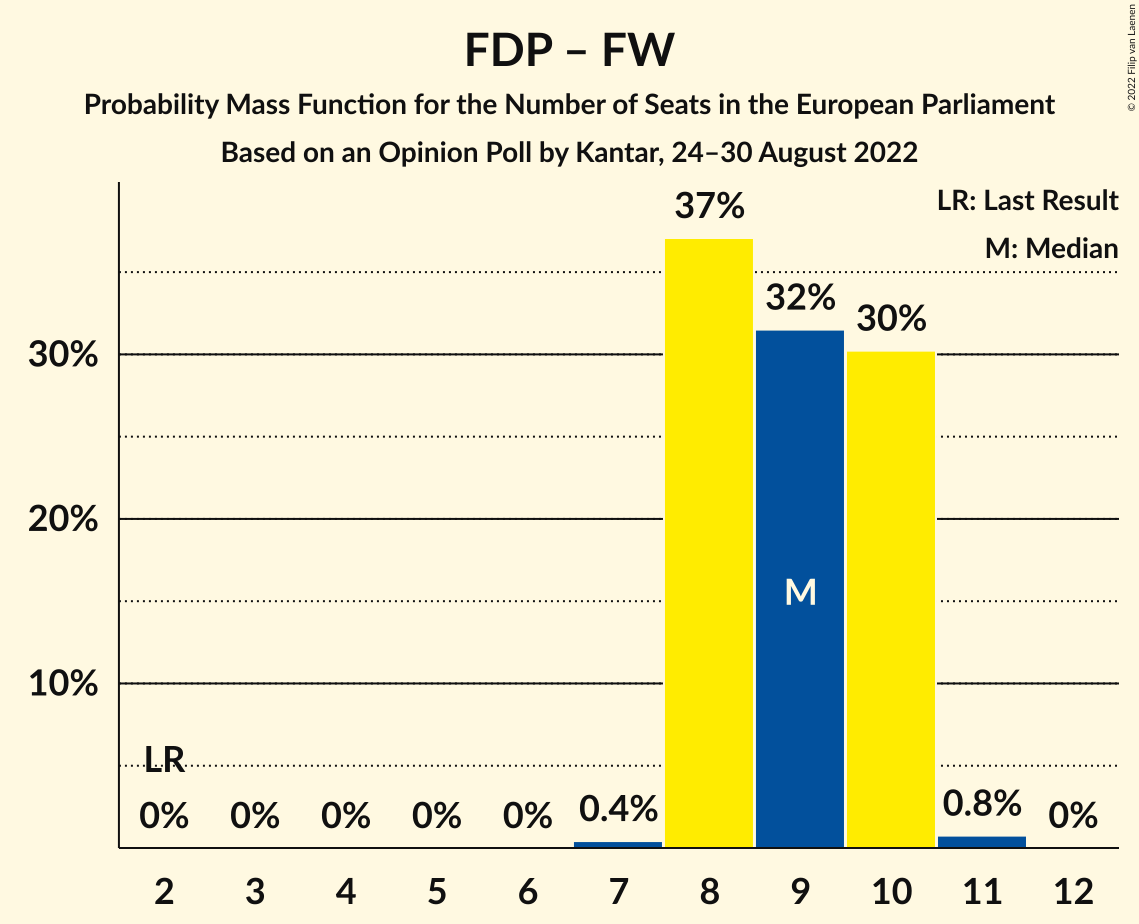 FDP – FW
Probability Mass Function for the Number of Seats in the European Parliament
Based on an Opinion Poll by Kantar, 24–30 August 2022
© 2022 Filip van Laenen
LR: Last Result
M: Median
37%
32%
30%
30%
20%
10%
M
LR
0%
0%
0%
0%
0%
0.4%
0.8%
0%
2 3 4 5 6 7 8 9 10 11 12